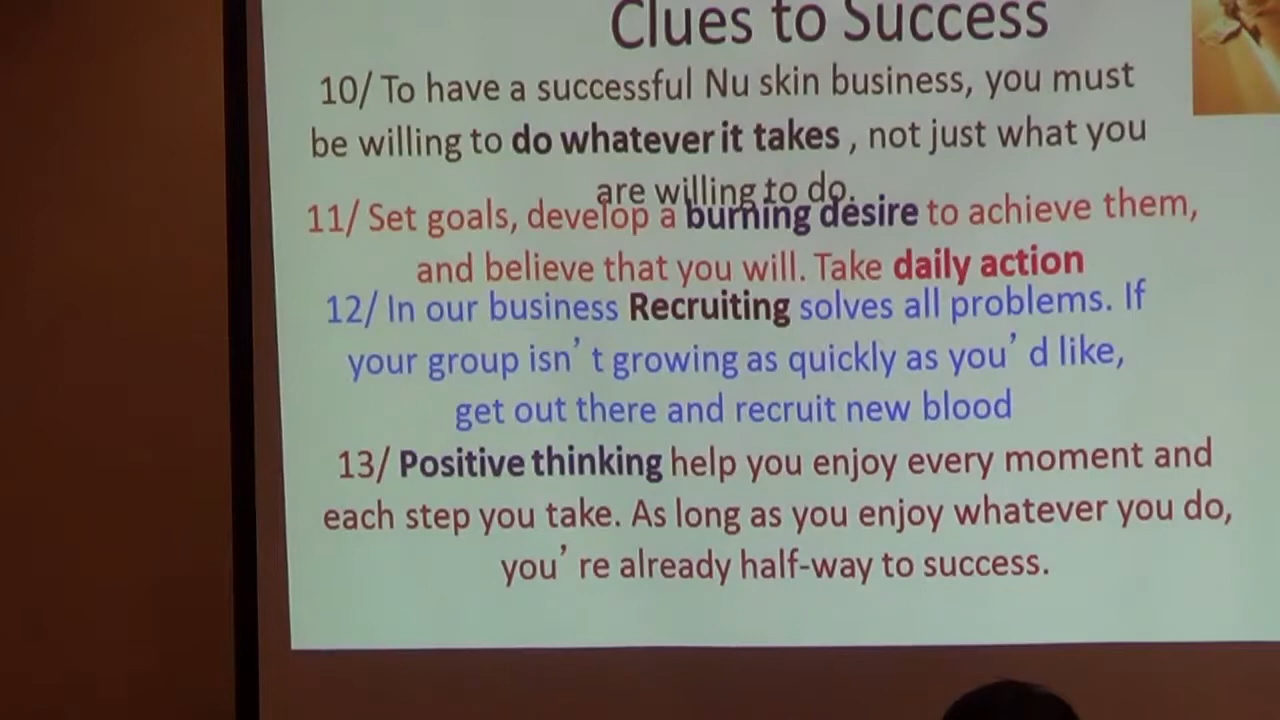 Clues to Success
10/ To have a successful Nu skin business, you must
be willing to do whatever it takes , not just what you
are willing to do.
11/ Set goals, develop a burning desire to achieve them,
and believe that you will. Take daily action
12/ In our business Recruiting solves all problems. If
your group isn’ t growing as quickly as you’ d like,
get out there and recruit new blood
13/ Positive thinking help you enjoy every moment and
each step you take. As long as you enjoy whatever you do,
you’ re already half-way to success.